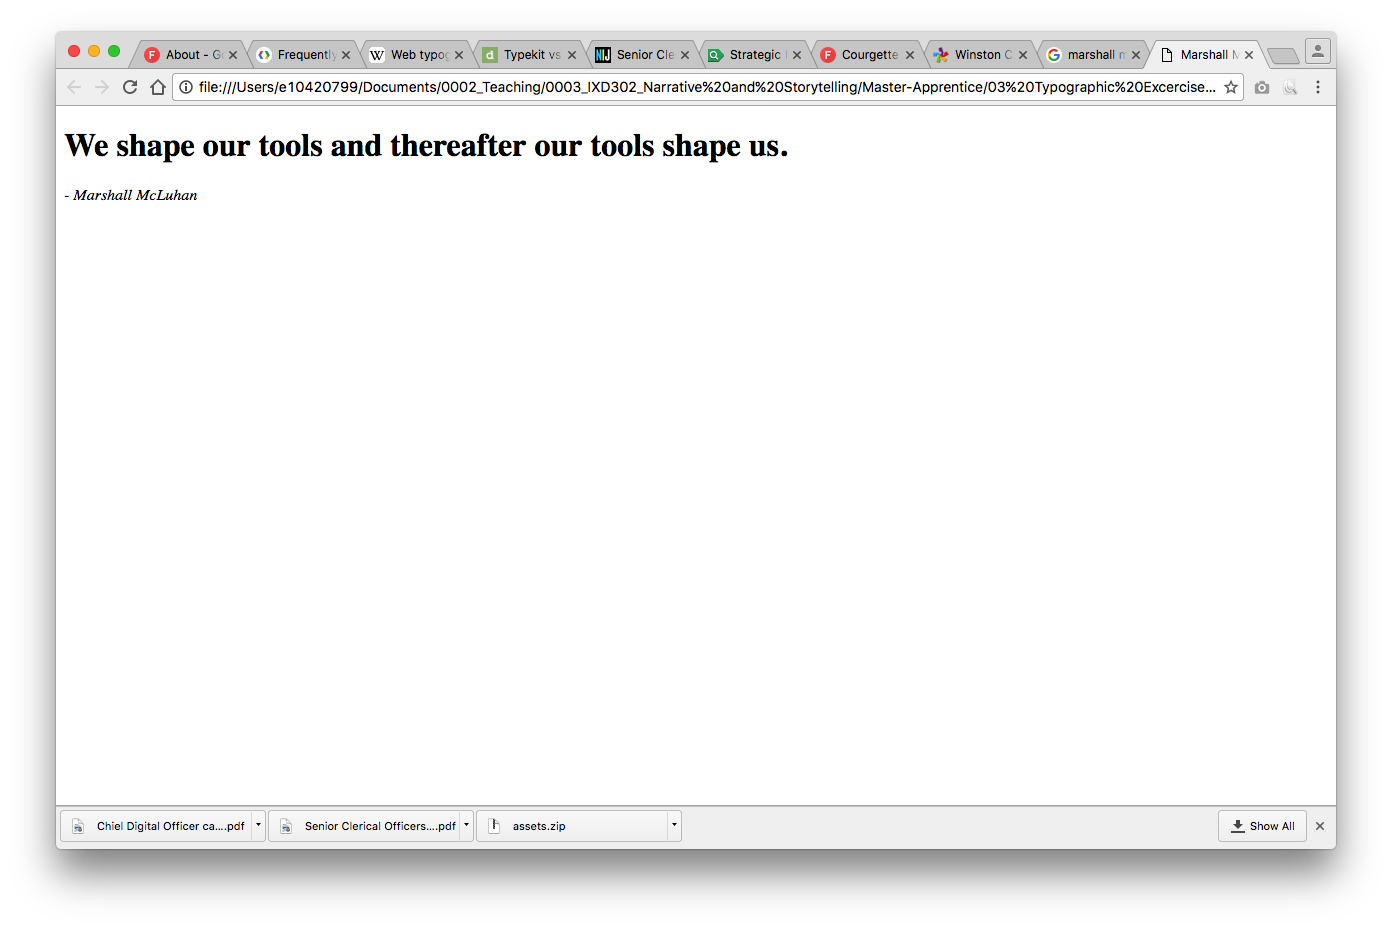 About - G
Frequently
Web typog
Typekit vs
Senior Cle
Strategic
Courgette
Winston C
marshall m
Marshall M
file:///Users/e10420799/Documents/0002_Teaching/0003_IXD302_Narrative%20and%20Storytelling/Master-Apprentice/03%20Typographic%20Excercise...
We shape our tools and thereafter our tools shape us.
- Marshall McLuhan
Chiel Digital Officer ca....pdf
Senior Clerical Officers....pdf
assets.zip
Show All